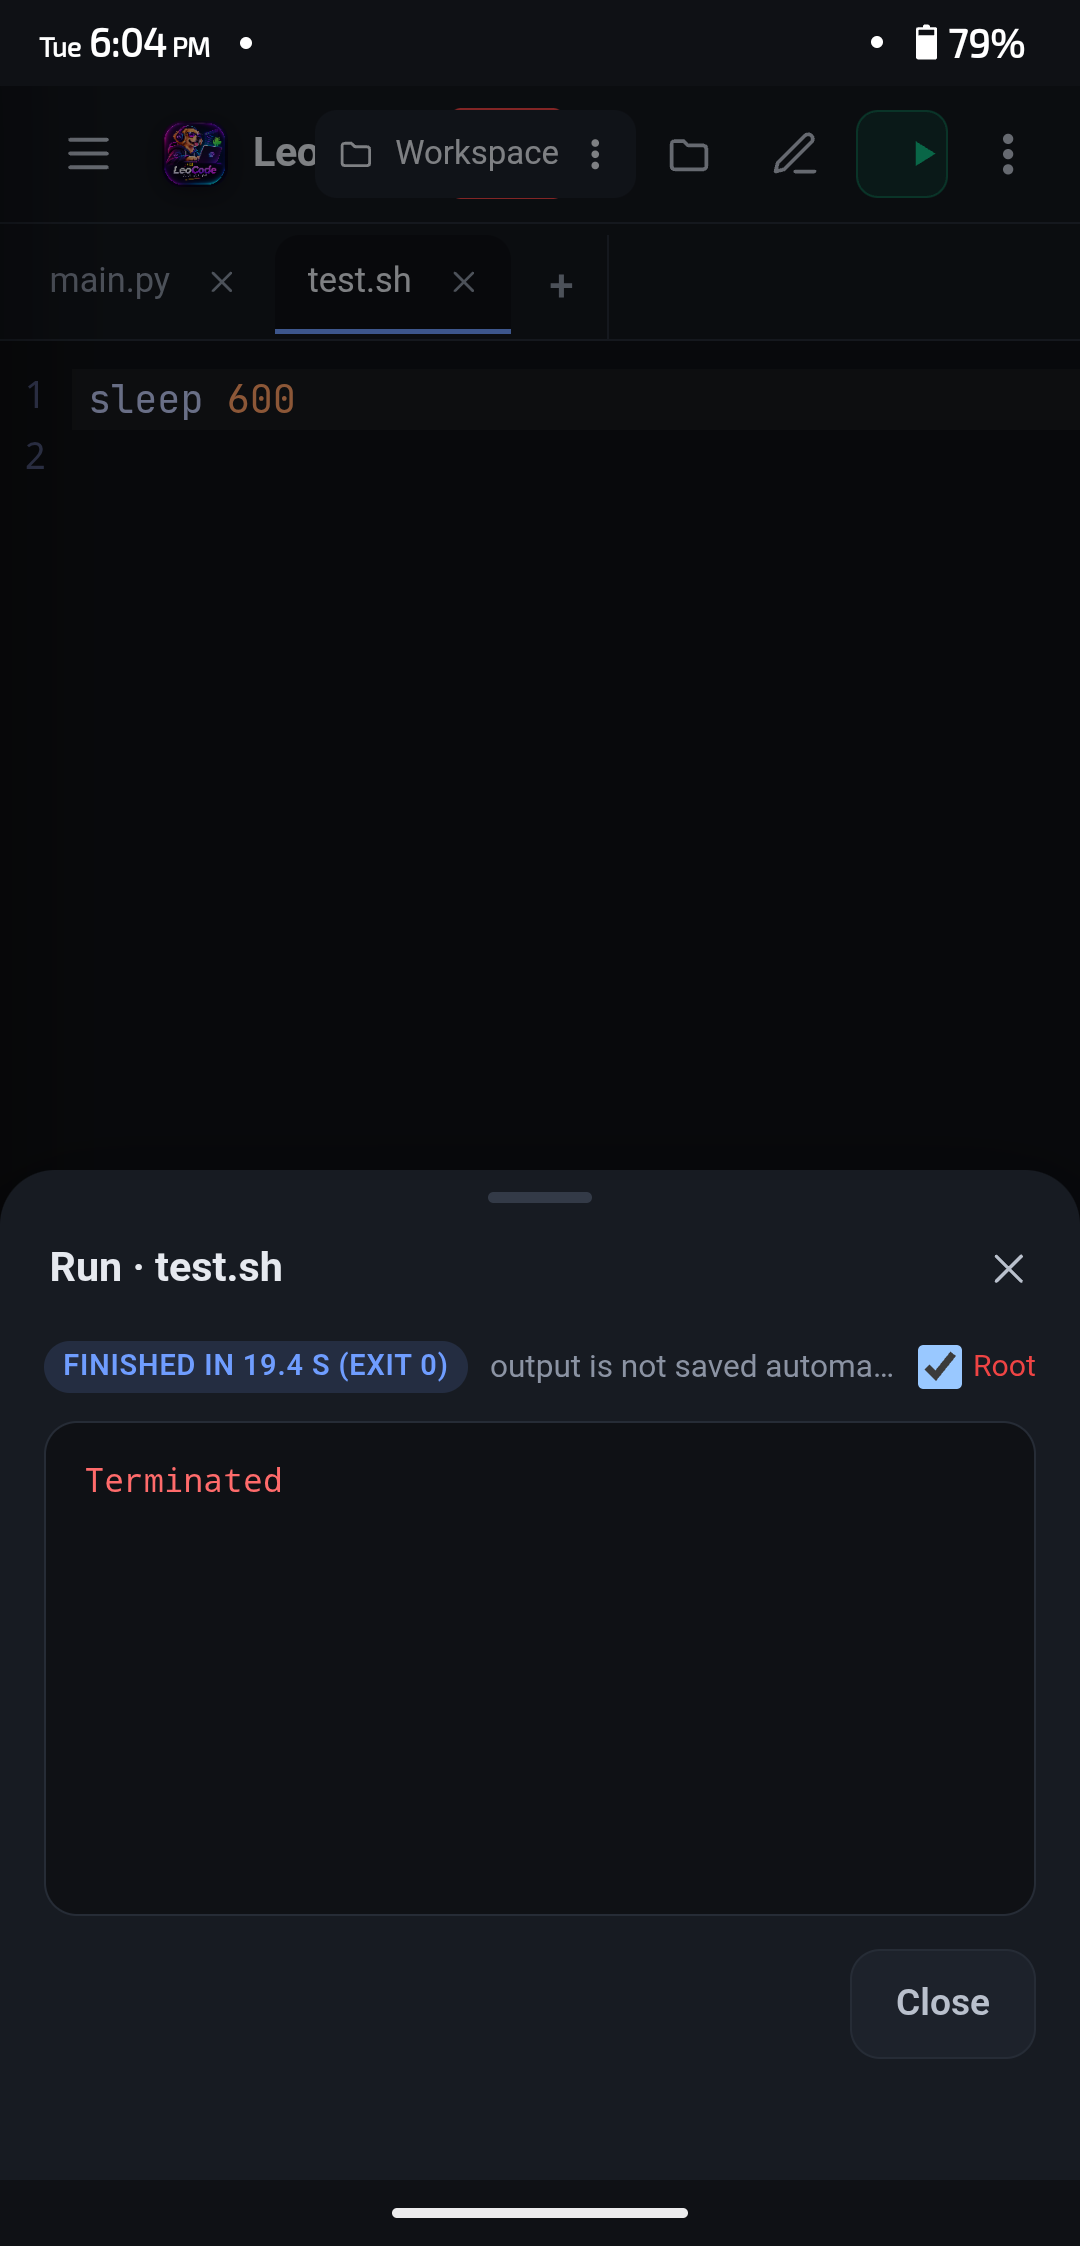 Tue 6:04 PM
79%
Leo
Workspace
LeoCode
main.py
test.sh
+
1 sleep 600
2
Run · test.sh
FINISHED IN 19.4 S (EXIT 0)
output is not saved automa…
Root
Terminated
Close